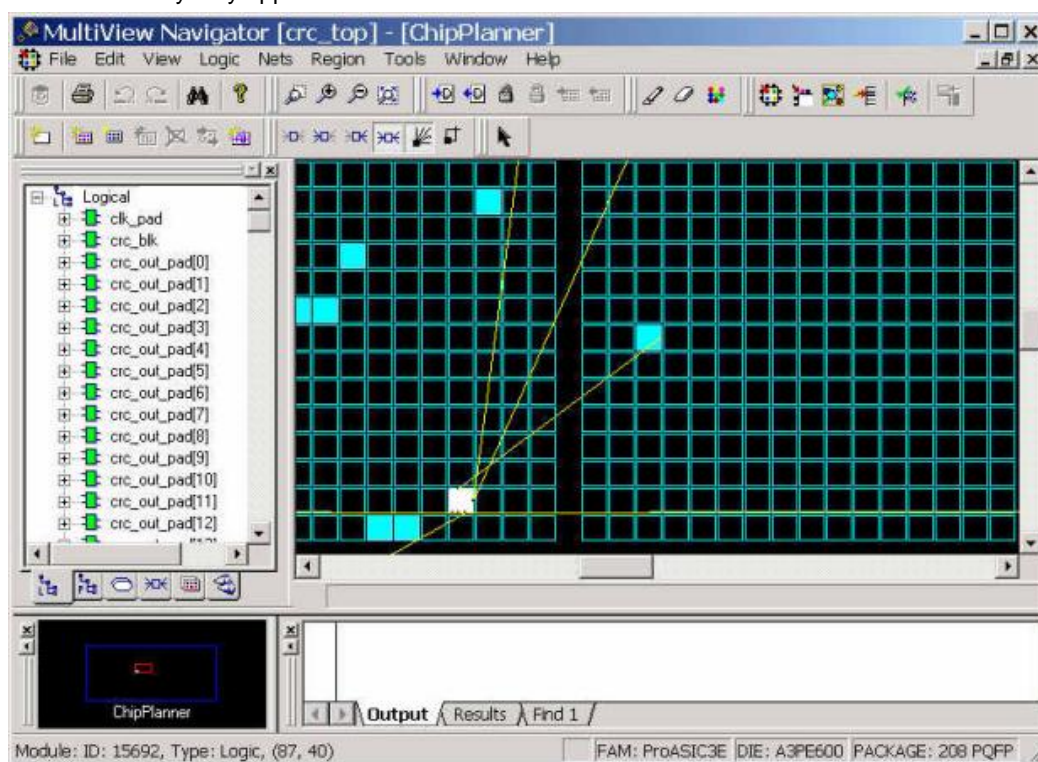 MultiView Navigator [crc_top] - [ChipPlanner]
File Edit View Logic Nets Region Tools Window Help
Logical
clk_pad
crc_blk
crc_out_pad[0]
crc_out_pad[1]
crc_out_pad[2]
crc_out_pad[3]
crc_out_pad[4]
crc_out_pad[5]
crc_out_pad[6]
crc_out_pad[7]
crc_out_pad[8]
crc_out_pad[9]
crc_out_pad[10]
crc_out_pad[11]
crc_out_pad[12]
ChipPlanner
Output Results Find 1
Module: ID: 15692, Type: Logic, (87, 40) FAM: ProASIC3E DIE: A3PE600 PACKAGE: 208 PQFP